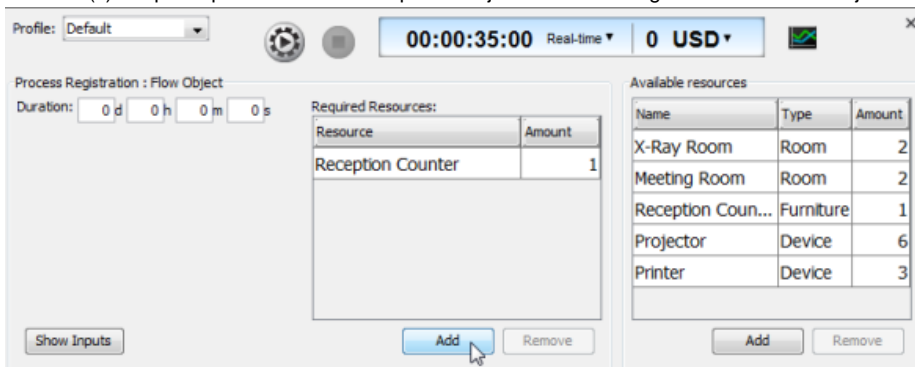 Profile: Default
00:00:35:00 Real-time 0 USD
Process Registration : Flow Object
Duration: 0 d 0 h 0 m 0 s
Required Resources:
Resource Amount
Reception Counter 1
Show Inputs
Add Remove
Available resources
Name Type Amount
X-Ray Room Room 2
Meeting Room Room 2
Reception Coun... Furniture 1
Projector Device 6
Printer Device 3
Add Remove